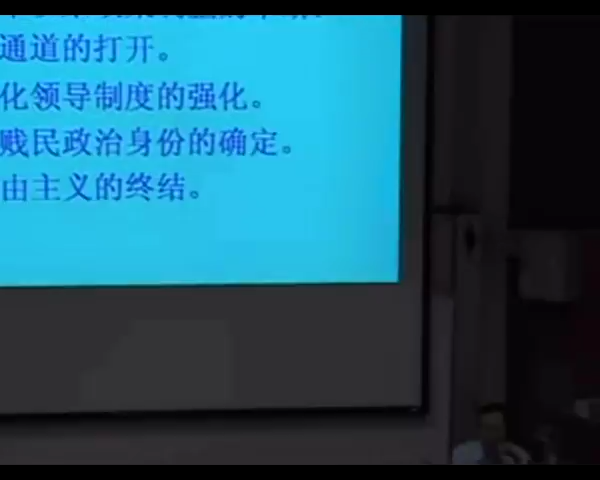 通道的打开。
化领导制度的强化。
贱民政治身份的确定。
由主义的终结。